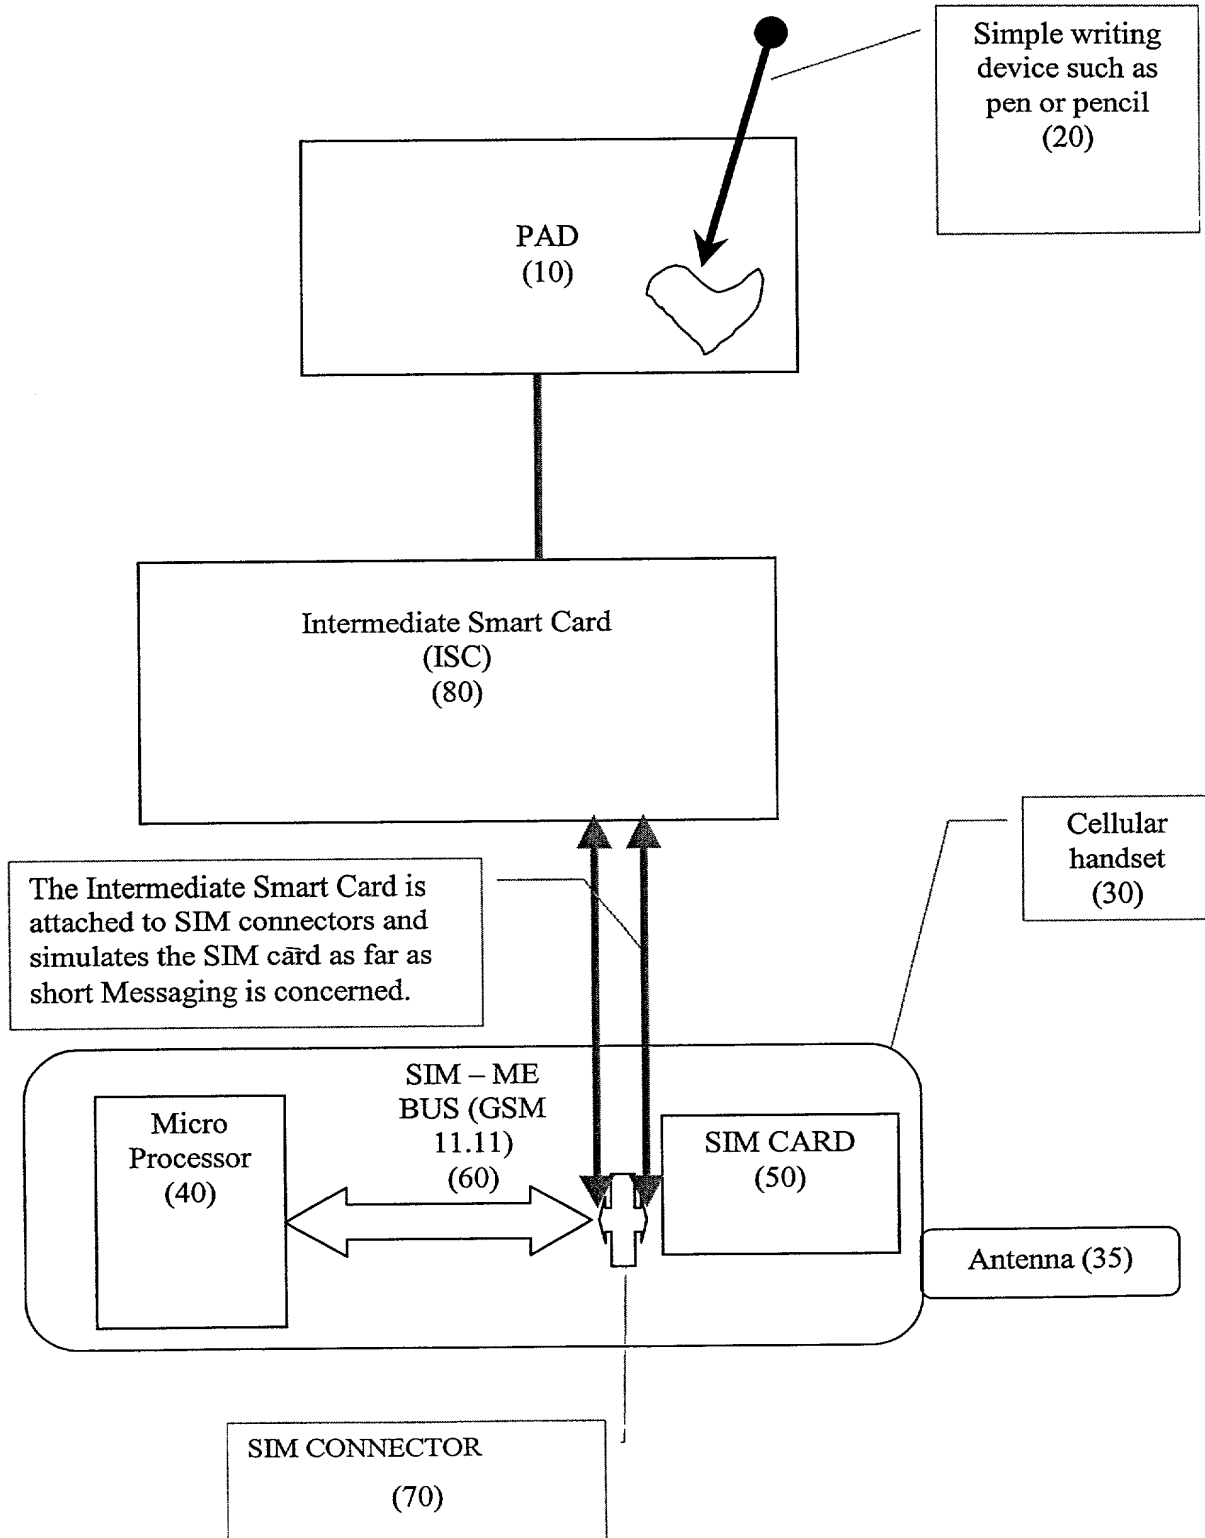 Simple writing
device such as
pen or pencil
(20)
PAD
(10)
Intermediate Smart Card
(ISC)
(80)
Cellular
handset
(30)
The Intermediate Smart Card is
attached to SIM connectors and
simulates the SIM card as far as
short Messaging is concerned.
SIM – ME
BUS (GSM
11.11)
(60)
Micro
Processor
(40)
SIM CARD
(50)
Antenna (35)
SIM CONNECTOR
(70)